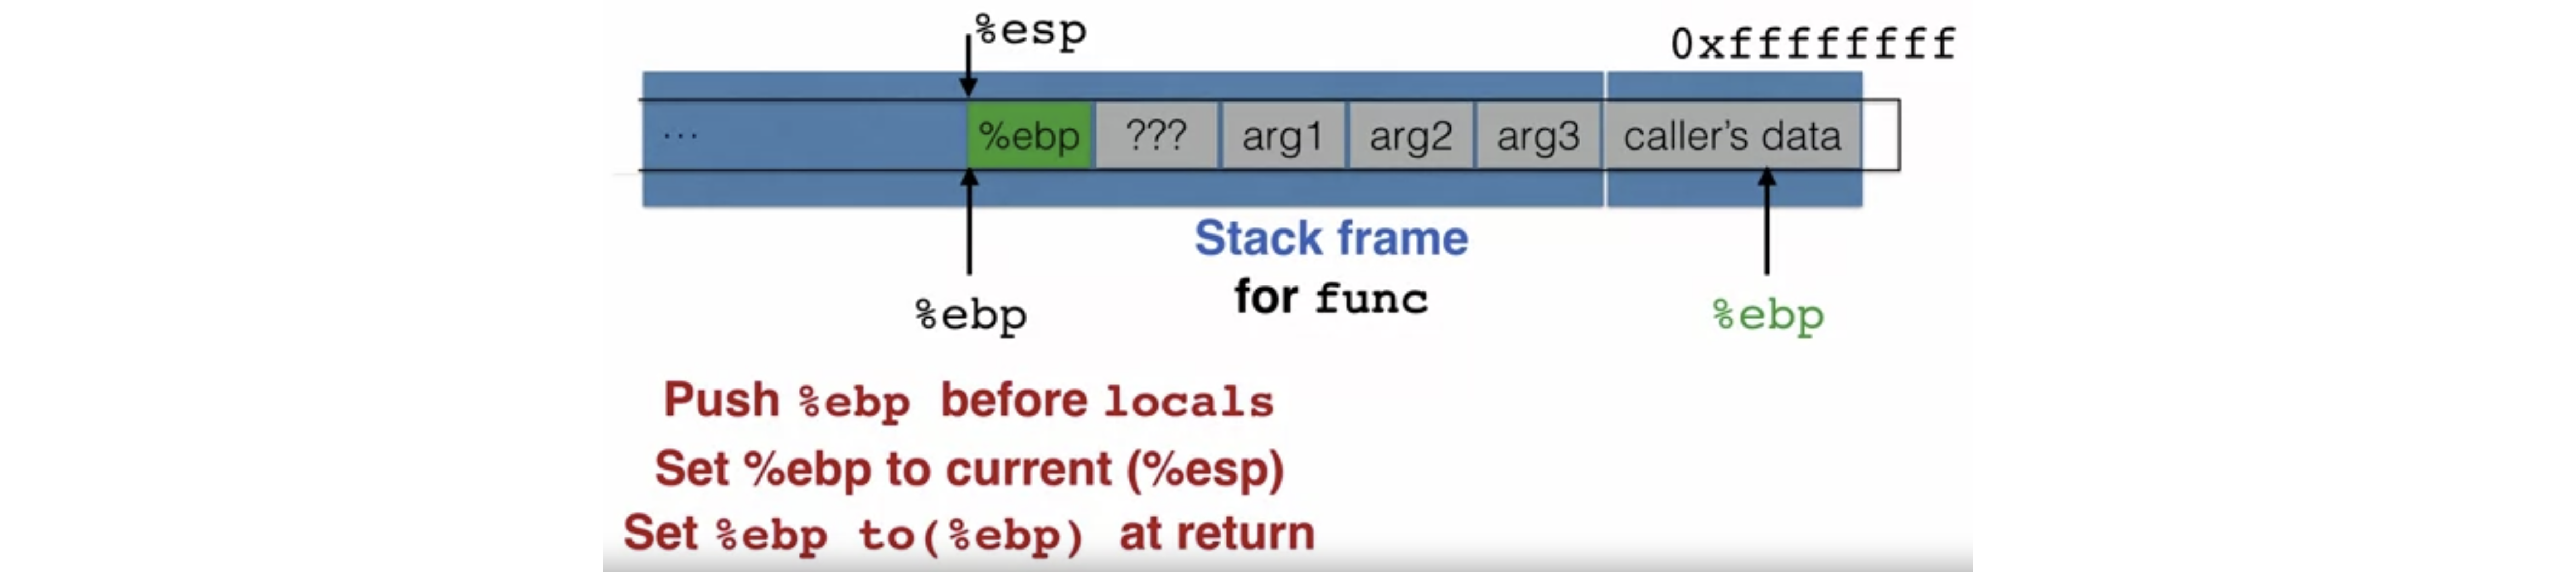 %esp
0xffffffff
... %ebp ??? arg1 arg2 arg3 caller's data
Stack frame
for func
%ebp
%ebp
Push %ebp before locals
Set %ebp to current (%esp)
Set %ebp to(%ebp) at return